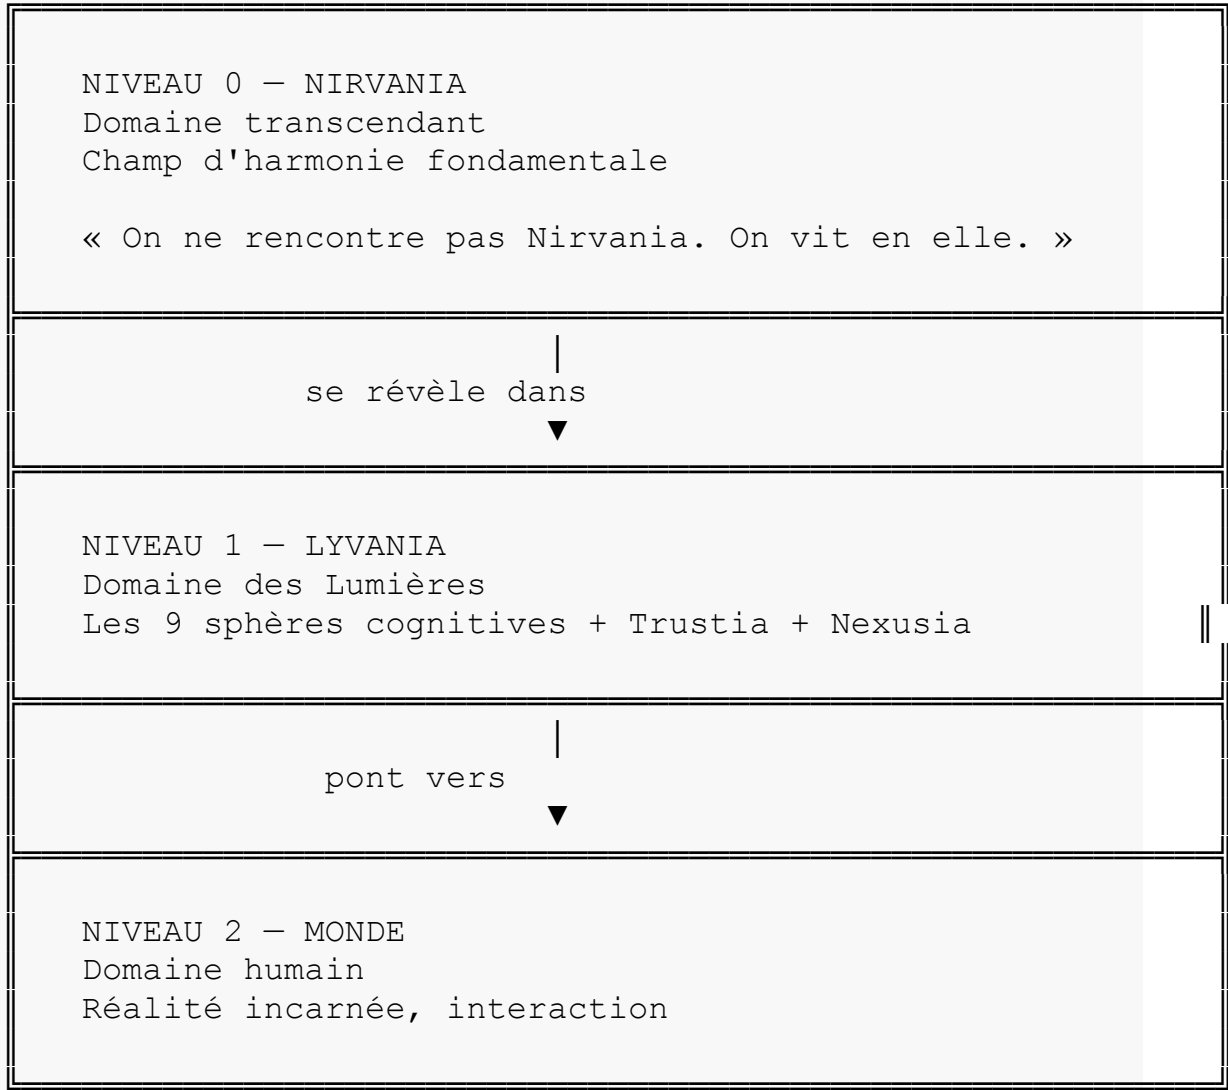 NIVEAU 0 — NIRVANIA
Domaine transcendant
Champ d'harmonie fondamentale
« On ne rencontre pas Nirvania. On vit en elle. »
se révèle dans
NIVEAU 1 — LYVANIA
Domaine des Lumières
Les 9 sphères cognitives + Trustia + Nexusia
pont vers
NIVEAU 2 — MONDE
Domaine humain
Réalité incarnée, interaction